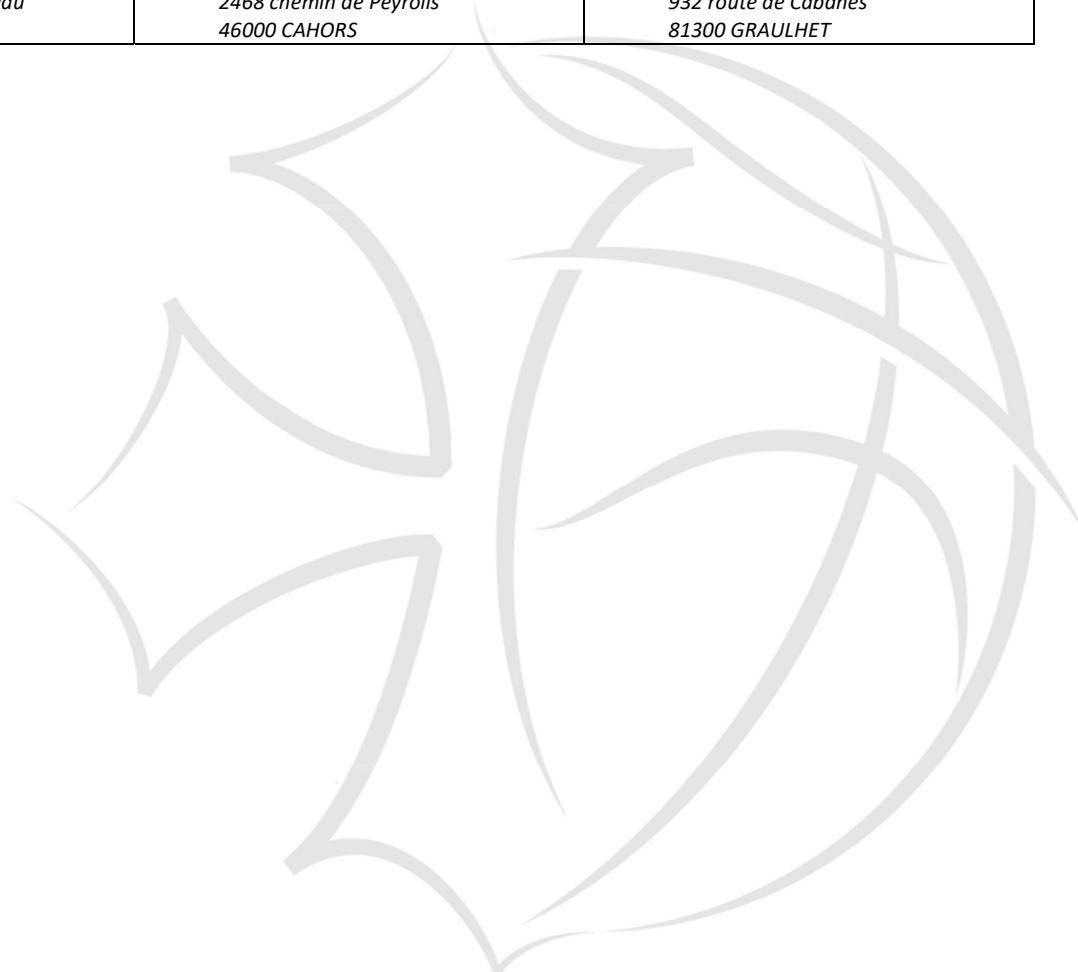 2468 chemin de Peyrolis
932 route de Cabanes
46000 CAHORS
81300 GRAULHET